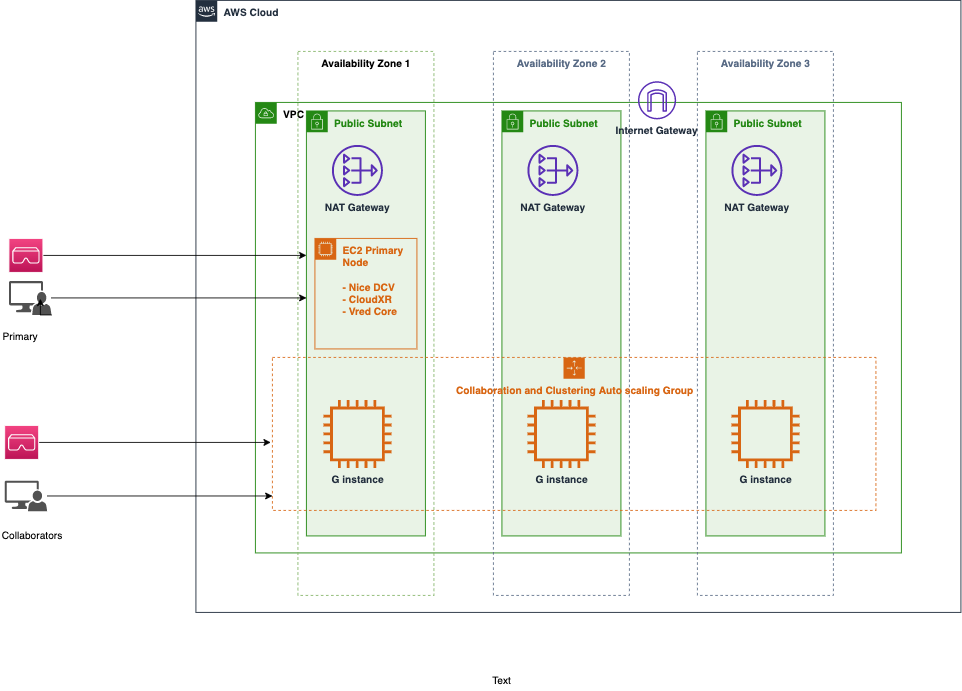 aws
AWS Cloud
Availability Zone 1
Availability Zone 2
Availability Zone 3
VPC
Public Subnet
Public Subnet
Internet Gateway
Public Subnet
NAT Gateway
NAT Gateway
NAT Gateway
EC2 Primary
Node
- Nice DCV
- CloudXR
- Vred Core
Primary
Collaboration and Clustering Auto scaling Group
G instance
G instance
G instance
Collaborators
Text